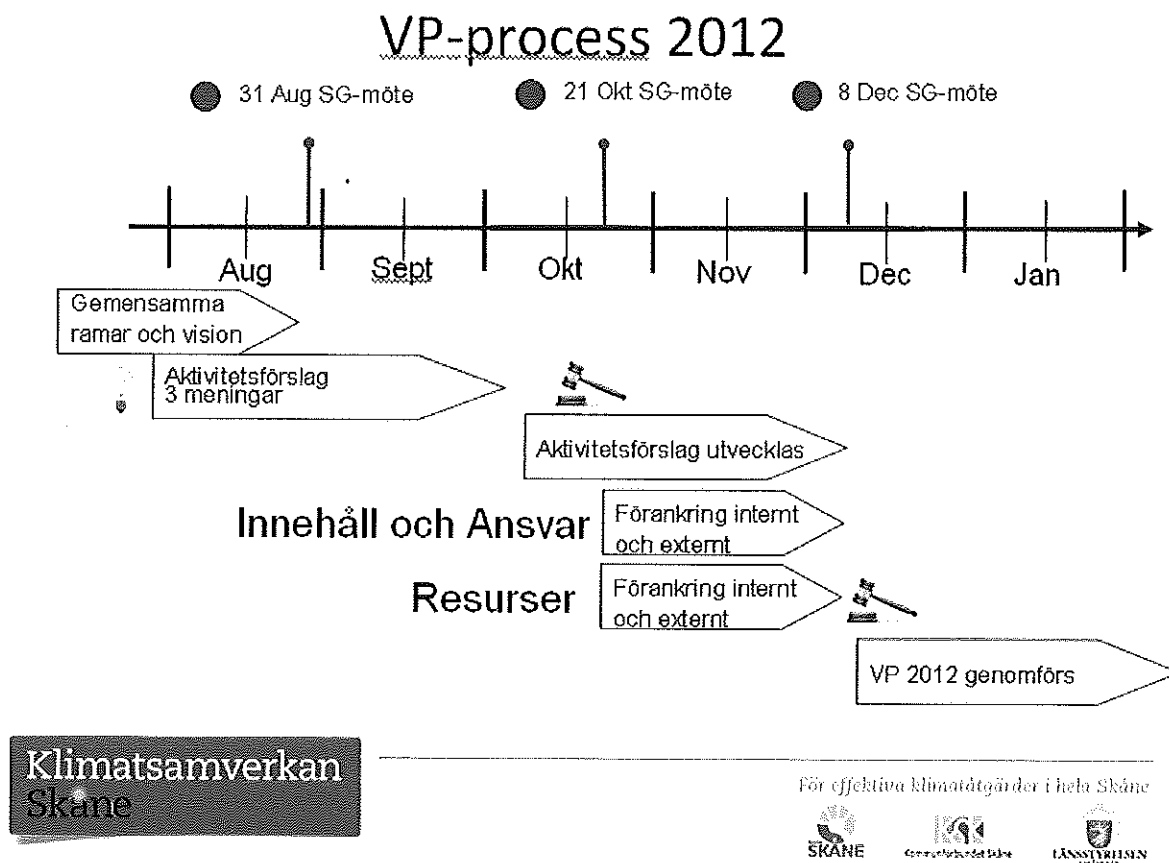 VP-process 2012
31 Aug SG-möte
21 Okt SG-möte
8 Dec SG-möte
Aug
Sept
Okt
Nov
Dec
Jan
Gemensamma
ramar och vision
Aktivitetsförslag
3 meningar
Aktivitetsförslag utvecklas
Innehåll och Ansvar
Förankring internt
och externt
Resurser
Förankring internt
och externt
VP 2012 genomförs
Klimatsamverkan
Skåne
För effektiva klimatåtgärder i hela Skåne
SKÅNE
LÄNSSTYRELSEN